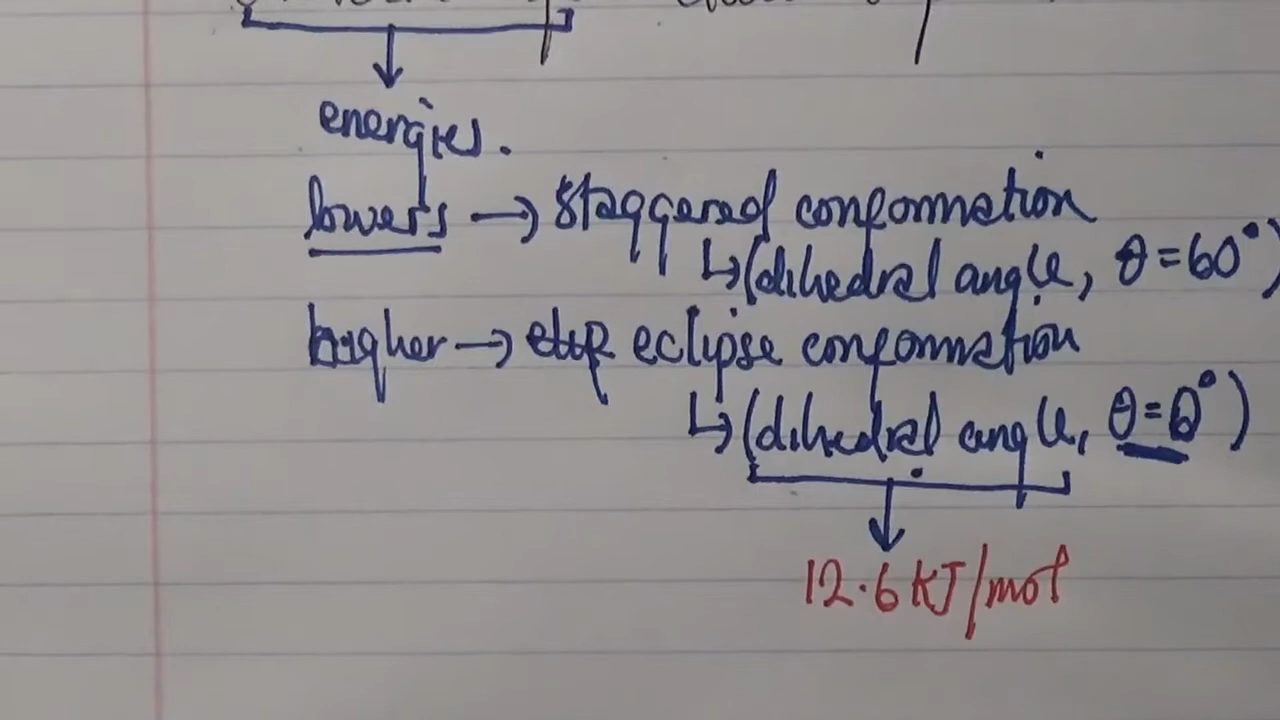 energies.
lowers → staggered conformation
↳ (dihedral angle, θ = 60°)
higher → eclipse conformation
↳ (dihedral angle, θ = 0°)
12.6 KJ/mol